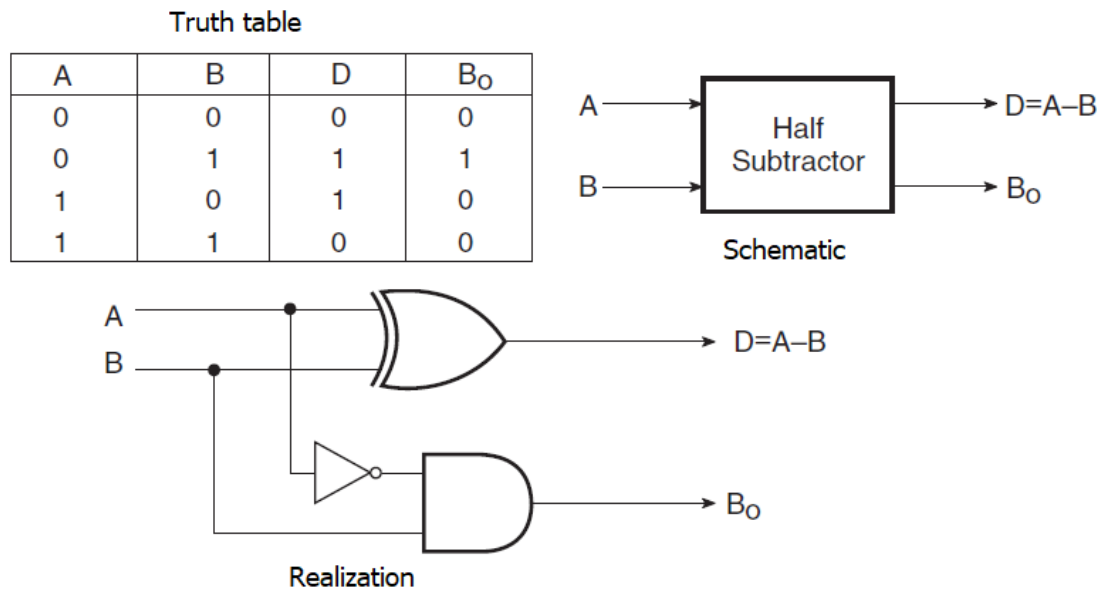 Truth table
A B D Bo
0 0 0 0
0 1 1 1
1 0 1 0
1 1 0 0
A
B
Half
Subtractor
D=A–B
Bo
Schematic
A
B
D=A–B
Bo
Realization